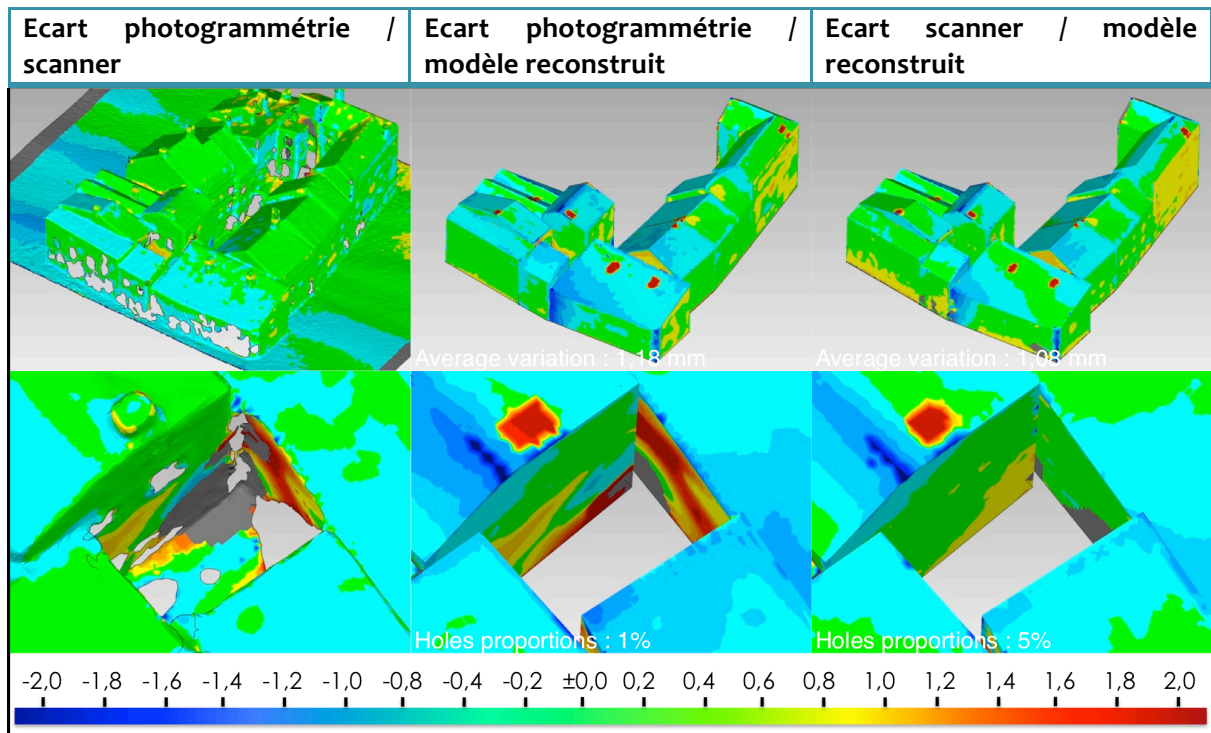 Ecart photogrammétrie /
scanner
Ecart photogrammétrie /
modèle reconstruit
Ecart scanner / modèle
reconstruit
Average variation : 1,18 mm
Average variation : 1,08 mm
Holes proportions : 1%
Holes proportions : 5%
-2,0 -1,8 -1,6 -1,4 -1,2 -1,0 -0,8 -0,4 -0,2 ±0,0 0,2 0,4 0,6 0,8 1,0 1,2 1,4 1,6 1,8 2,0